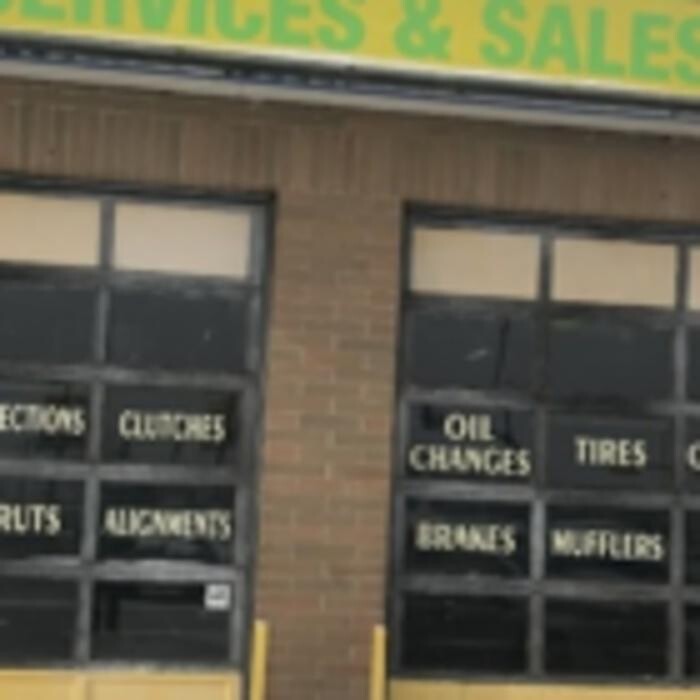 SERVICES & SALES
ECTIONS
CLUTCHES
RUTS
ALIGNMENTS
OIL
CHANGES
TIRES
BRAKES
MUFFLERS